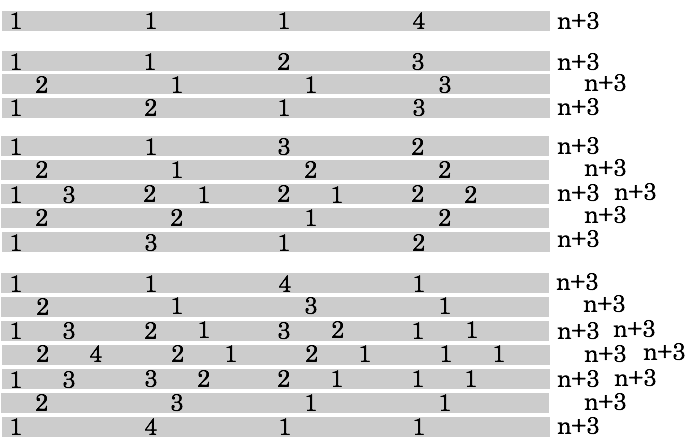 1 1 1 4 n+3
1 1 2 3 n+3
2 1 1 3 n+3
1 2 1 3 n+3
1 1 3 2 n+3
2 1 2 2 n+3
1 3 2 1 2 1 2 2 n+3 n+3
2 2 1 2 n+3
1 3 1 2 n+3
1 1 4 1 n+3
2 1 3 1 n+3
1 3 2 1 3 2 1 1 n+3 n+3
2 4 2 1 2 1 1 1 n+3 n+3
1 3 3 2 2 1 1 1 n+3 n+3
2 3 1 1 n+3
1 4 1 1 n+3